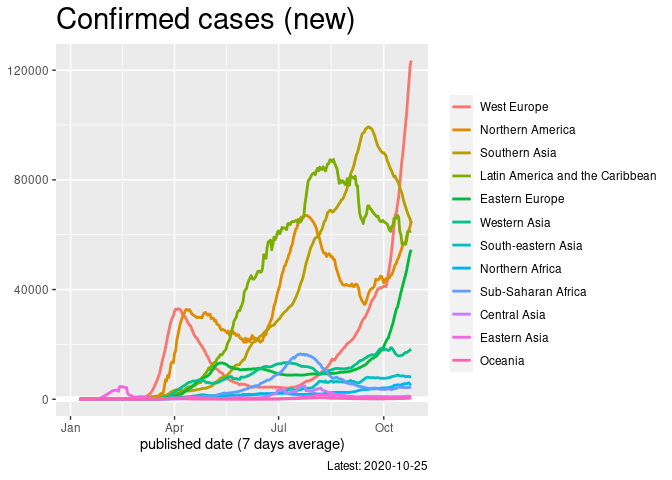 Confirmed cases (new)
120000
80000
40000
0
Jan
Apr
Jul
Oct
published date (7 days average)
Latest: 2020-10-25
West Europe
Northern America
Southern Asia
Latin America and the Caribbean
Eastern Europe
Western Asia
South-eastern Asia
Northern Africa
Sub-Saharan Africa
Central Asia
Eastern Asia
Oceania